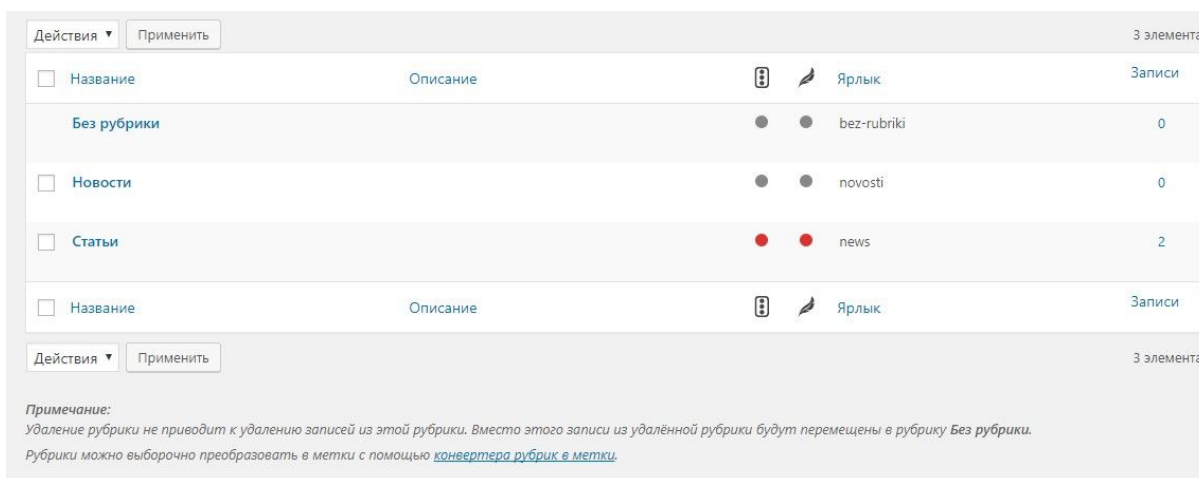 Действия Применить 3 элемента
Название Описание Ярлык Записи
Без рубрики bez-rubriki 0
Новости novosti 0
Статьи news 2
Название Описание Ярлык Записи
Действия Применить 3 элемента
Примечание:
Удаление рубрики не приводит к удалению записей из этой рубрики. Вместо этого записи из удалённой рубрики будут перемещены в рубрику Без рубрики.
Рубрики можно выборочно преобразовать в метки с помощью конвертера рубрик в метки.